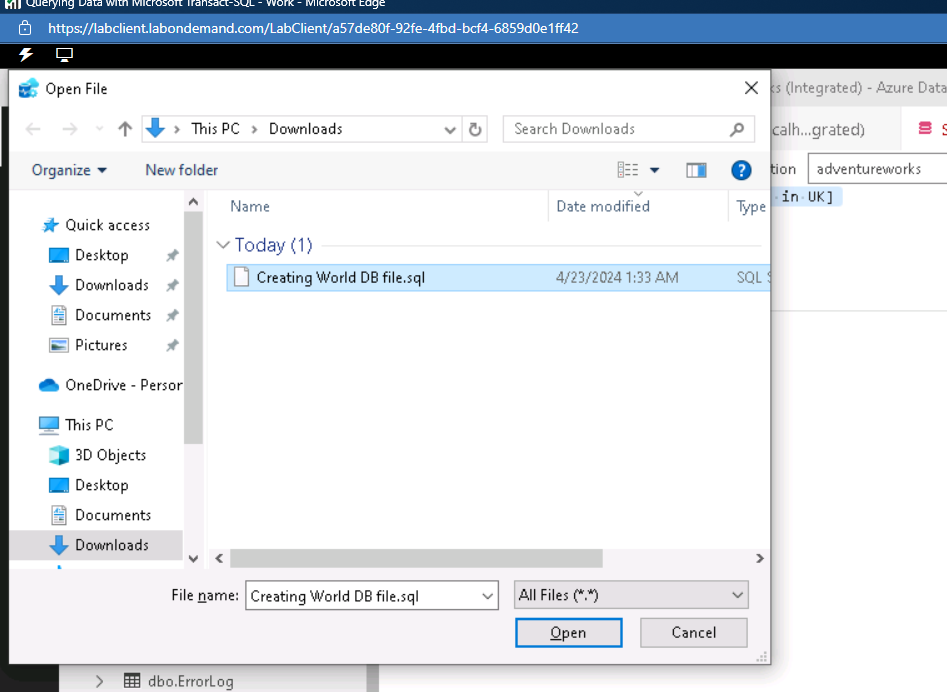 Querying Data with Microsoft Transact-SQL - Work - Microsoft Edge
https://labclient.labondemand.com/LabClient/a57de80f-92fe-4fbd-bcf4-6859d0e1ff42
Open File
ks (Integrated) - Azure Data
This PC > Downloads
Search Downloads
calh...grated)
S
Organize
New folder
?
tion
adventureworks
in UK]
Name
Date modified
Type
Quick access
Today (1)
Desktop
Creating World DB file.sql
4/23/2024 1:33 AM
SQL S
Downloads
Documents
Pictures
OneDrive - Person
This PC
3D Objects
Desktop
Documents
Downloads
File name:
Creating World DB file.sql
All Files (*.*)
Open
Cancel
dbo.ErrorLog